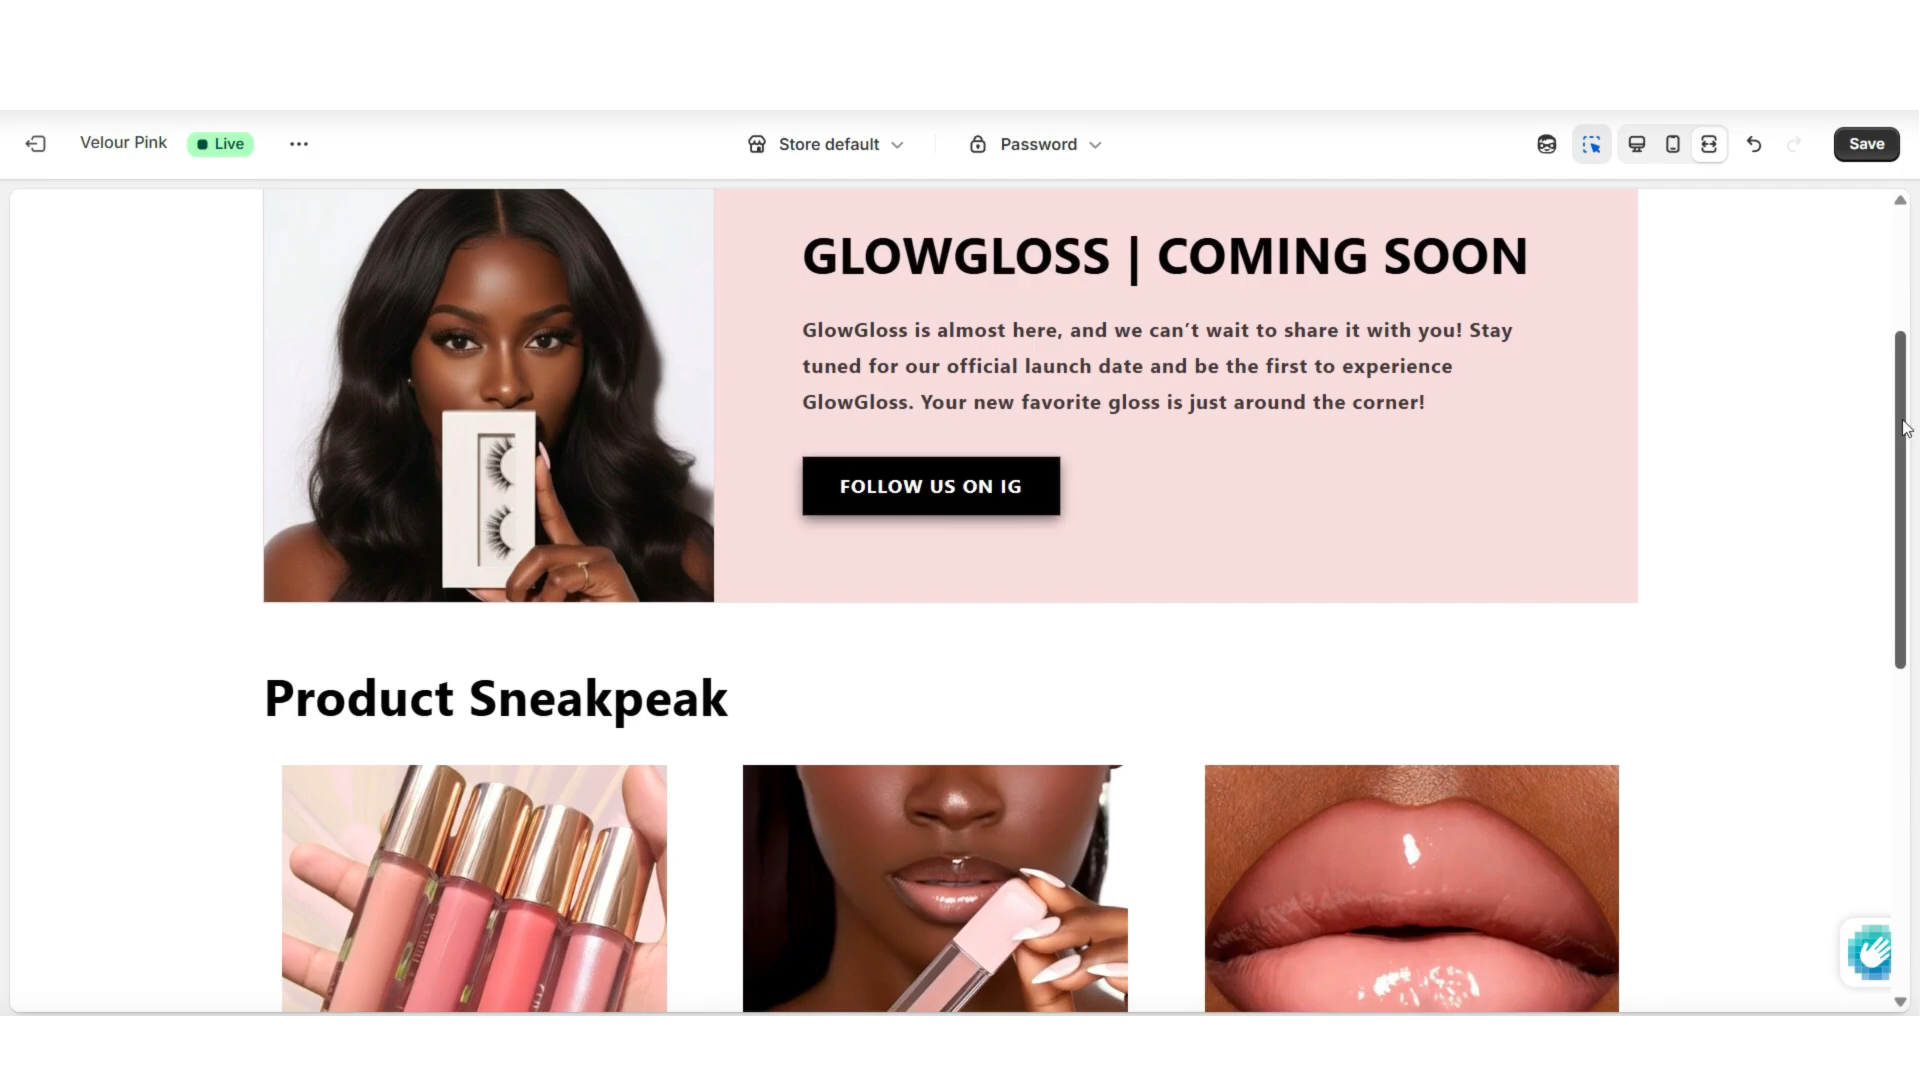 Velour Pink
Live
Store default
Password
Save
GLOWGLOSS | COMING SOON
GlowGloss is almost here, and we can’t wait to share it with you! Stay
tuned for our official launch date and be the first to experience
GlowGloss. Your new favorite gloss is just around the corner!
FOLLOW US ON IG
Product Sneakpeak